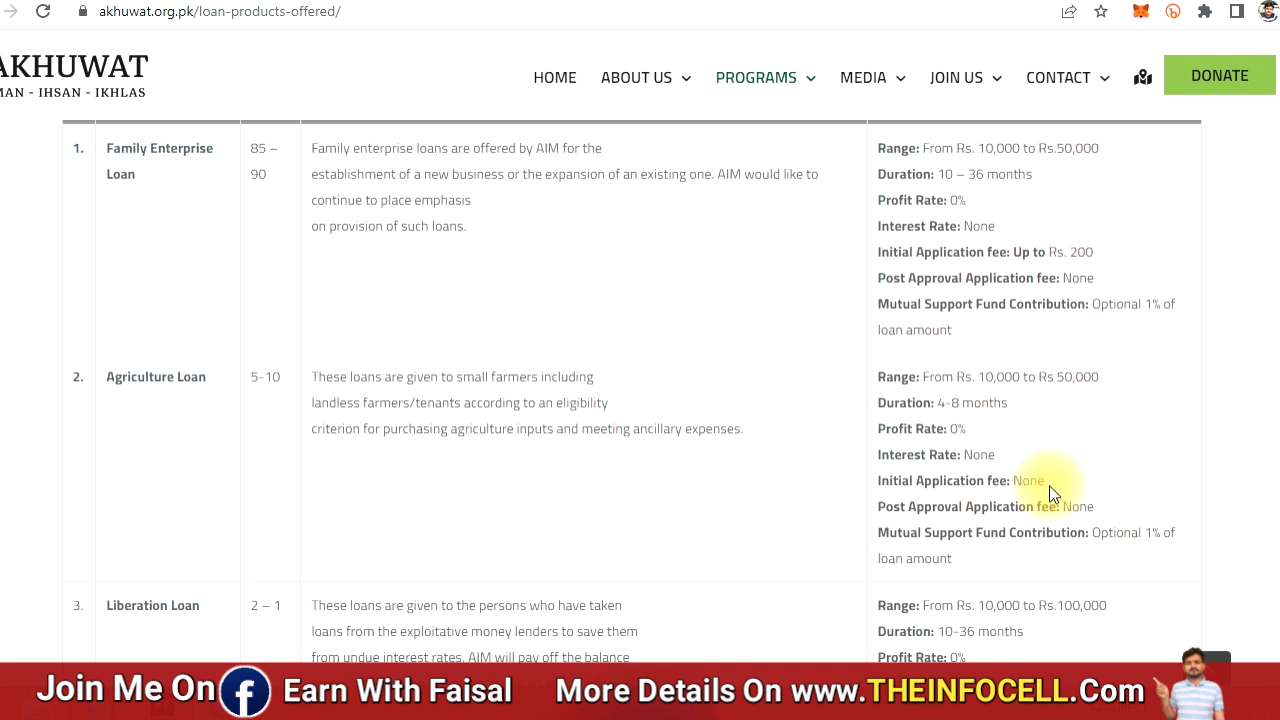 akhuwat.org.pk/loan-products-offered/
AKHUWAT
MAN - IHSAN - IKHLAS
HOME ABOUT US PROGRAMS MEDIA JOIN US CONTACT DONATE
1. Family Enterprise Loan
85 – 90
Family enterprise loans are offered by AIM for the
establishment of a new business or the expansion of an existing one. AIM would like to
continue to place emphasis
on provision of such loans.
Range: From Rs. 10,000 to Rs.50,000
Duration: 10 – 36 months
Profit Rate: 0%
Interest Rate: None
Initial Application fee: Up to Rs. 200
Post Approval Application fee: None
Mutual Support Fund Contribution: Optional 1% of
loan amount
2. Agriculture Loan
5-10
These loans are given to small farmers including
landless farmers/tenants according to an eligibility
criterion for purchasing agriculture inputs and meeting ancillary expenses.
Range: From Rs. 10,000 to Rs 50,000
Duration: 4-8 months
Profit Rate: 0%
Interest Rate: None
Initial Application fee: None
Post Approval Application fee: None
Mutual Support Fund Contribution: Optional 1% of
loan amount
3. Liberation Loan
2 – 1
These loans are given to the persons who have taken
loans from the exploitative money lenders to save them
from undue interest rates. AIM will pay off the balance
Range: From Rs. 10,000 to Rs.100,000
Duration: 10-36 months
Profit Rate: 0%
Join Me On f Earn With Faisal More Details On www.THEINFOCELL.Com